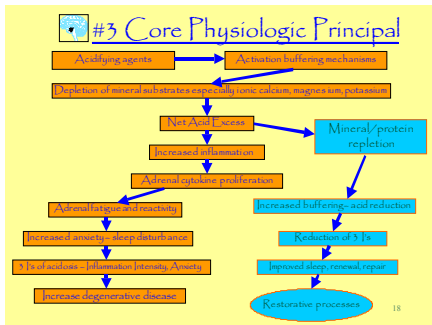 #3 Core Physiologic Principal
Acidifying agents
Activation buffering mechanisms
Depletion of mineral substrates especially ionic calcium, magnesium, potassium
Net Acid Excess
Mineral/protein
repletion
Increased inflammation
Adrenal cytokine proliferation
Adrenal fatigue and reactivity
Increased buffering– acid reduction
Increased anxiety – sleep disturbance
Reduction of 3 I's
3 I's of acidosis – Inflammation Intensity, Anxiety
Improved sleep, renewal, repair
Increase degenerative disease
Restorative processes
18